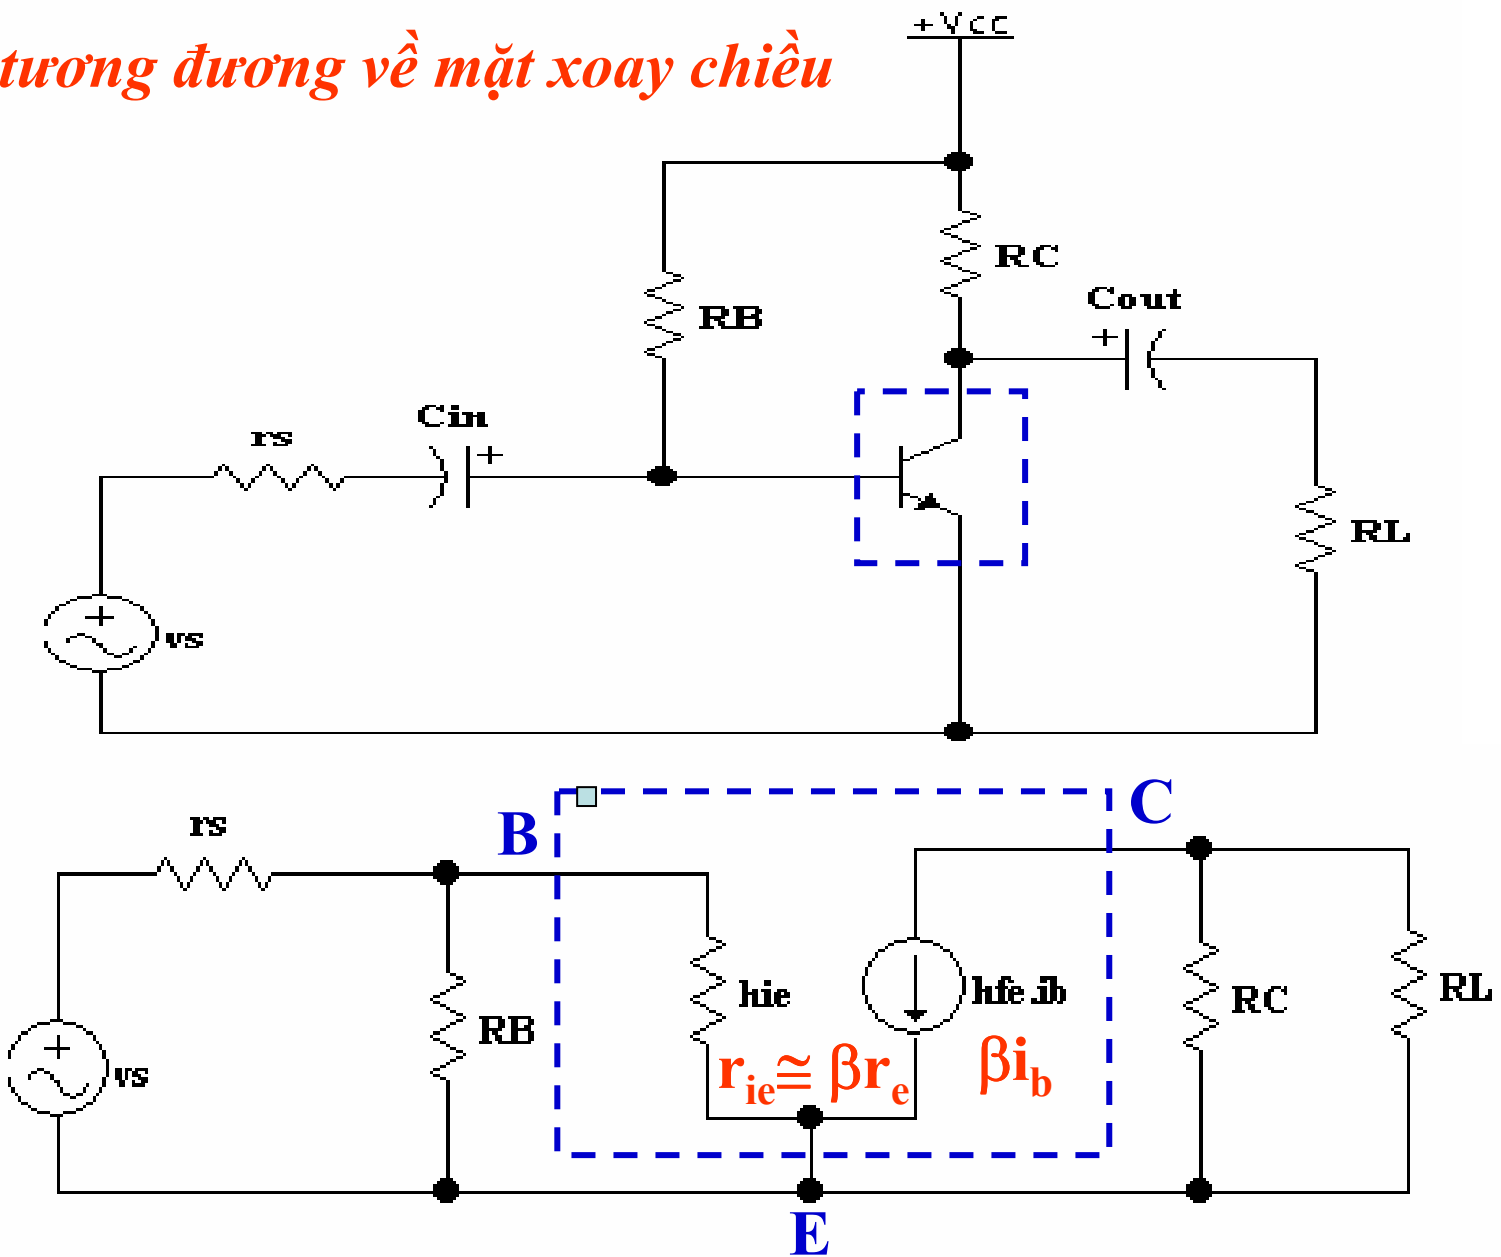 +Vcc
tương đương về mặt xoay chiều
RC
Cout
+
RB
Cin
+
rs
RL
+
vs
B
C
rs
hie
hfe.ib
RC
RL
RB
+
vs
rie≅ βre
βib
E